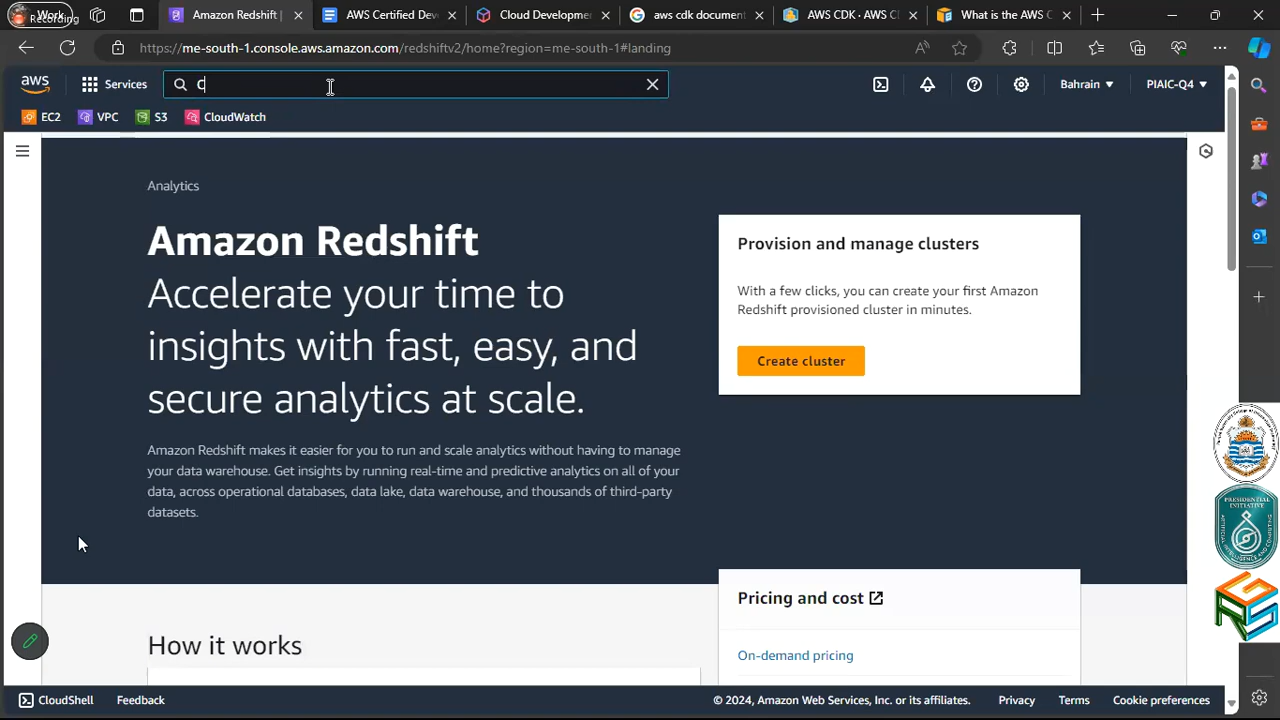 Work
Amazon Redshift |
AWS Certified Dev
Cloud Developmen
aws cdk document
AWS CDK · AWS Cl
What is the AWS C
https://me-south-1.console.aws.amazon.com/redshiftv2/home?region=me-south-1#landing
aws
Services
C
Bahrain
PIAIC-Q4
EC2
VPC
S3
CloudWatch
Analytics
Amazon Redshift
Accelerate your time to
insights with fast, easy, and
secure analytics at scale.
Amazon Redshift makes it easier for you to run and scale analytics without having to manage
your data warehouse. Get insights by running real-time and predictive analytics on all of your
data, across operational databases, data lake, data warehouse, and thousands of third-party
datasets.
Provision and manage clusters
With a few clicks, you can create your first Amazon
Redshift provisioned cluster in minutes.
Create cluster
Pricing and cost
On-demand pricing
How it works
PRESIDENTIAL
INITIATIVE
CloudShell
Feedback
© 2024, Amazon Web Services, Inc. or its affiliates.
Privacy
Terms
Cookie preferences